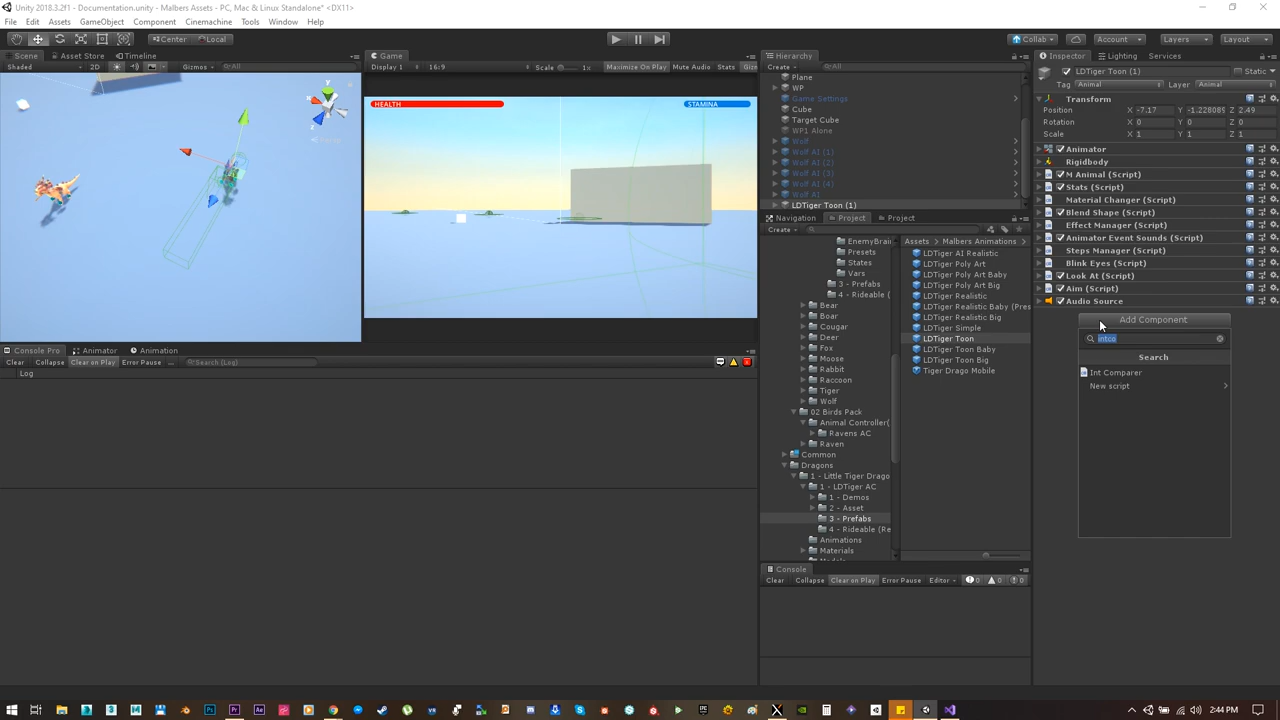 Unity 2018.3.2f1 - Documentation.unity - Malbers Assets - PC, Mac & Linux Standalone* <DX11>
File Edit Assets GameObject Component Cinemachine Tools Window Help
Center Local Collab Account Layers Layout
Scene Asset Store Timeline
Shaded 2D Gizmos All
Game
Display 1 16:9 Scale 1x Maximize On Play Mute Audio Stats
HEALTH
STAMINA
Hierarchy
Create All
Plane
WP
Game Settings
Cube
Target Cube
WP1 Alone
Wolf
Wolf AI (1)
Wolf AI (2)
Wolf AI (3)
Wolf AI (4)
Wolf AI
LDTiger Toon (1)
Navigation Project Project
Create
EnemyBrai
Presets
States
Vars
3 - Prefabs
4 - Rideable (
Bear
Boar
Cougar
Deer
Fox
Moose
Rabbit
Raccoon
Tiger
Wolf
02 Birds Pack
Animal Controller(
Ravens AC
Raven
Common
Dragons
1 - Little Tiger Drago
1 - LDTiger AC
1 - Demos
2 - Asset
3 - Prefabs
4 - Rideable (Re
Animations
Materials
Assets Malbers Animations
LDTiger AI Realistic
LDTiger Poly Art
LDTiger Poly Art Baby
LDTiger Poly Art Big
LDTiger Realistic
LDTiger Realistic Baby (Pres
LDTiger Realistic Big
LDTiger Simple
LDTiger Toon
LDTiger Toon Baby
LDTiger Toon Big
Tiger Drago Mobile
Inspector Lighting Services
LDTiger Toon (1) Static
Tag Animal Layer Animal
Transform
Position X -7.17 Y -1.228089 Z 2.49
Rotation X 0 Y 0 Z 0
Scale X 1 Y 1 Z 1
Animator
Rigidbody
M Animal (Script)
Stats (Script)
Material Changer (Script)
Blend Shape (Script)
Effect Manager (Script)
Animator Event Sounds (Script)
Steps Manager (Script)
Blink Eyes (Script)
Look At (Script)
Aim (Script)
Audio Source
Add Component
intco
Search
Int Comparer
New script
Console Pro Animator Animation
Clear Collapse Clear on Play Error Pause ... Search (Log)
Log
Console
Clear Collapse Clear on Play Error Pause Editor 0 0 0
2:44 PM